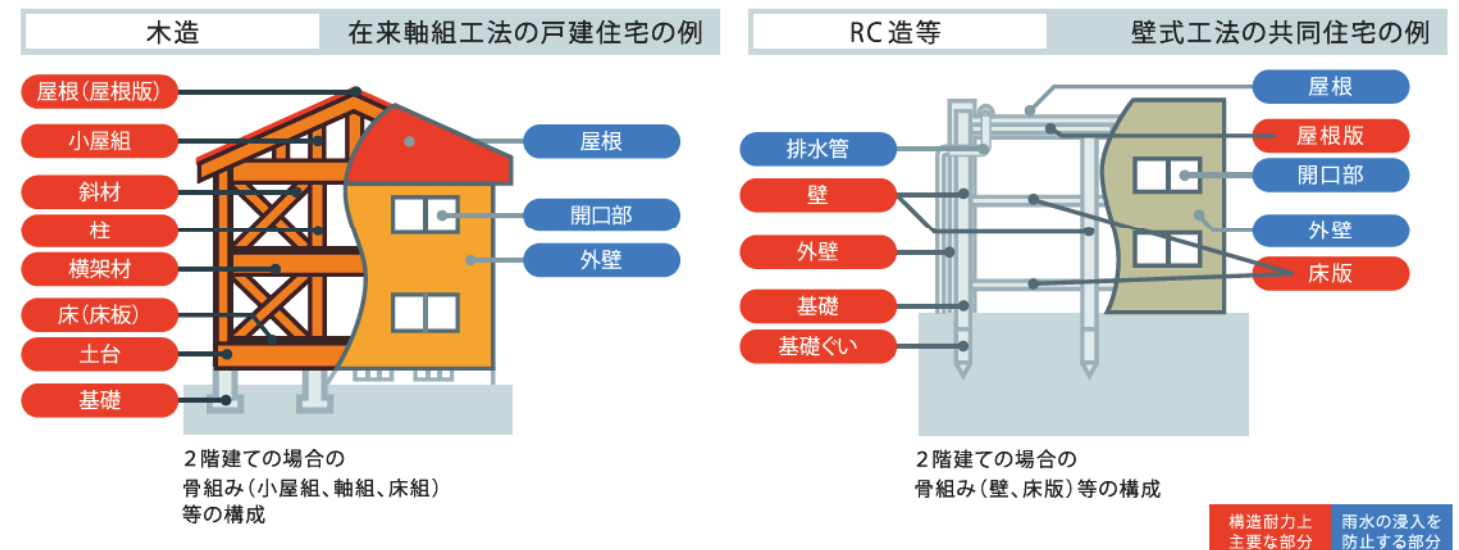 木造 在来軸組工法の戸建住宅の例
屋根（屋根版）
小屋組
斜材
柱
横架材
床（床板）
土台
基礎
屋根
開口部
外壁
２階建ての場合の
骨組み（小屋組、軸組、床組）
等の構成
RC造等 壁式工法の共同住宅の例
排水管
壁
外壁
基礎
基礎ぐい
屋根
屋根版
開口部
外壁
床版
２階建ての場合の
骨組み（壁、床版）等の構成
構造耐力上
主要な部分
雨水の浸入を
防止する部分